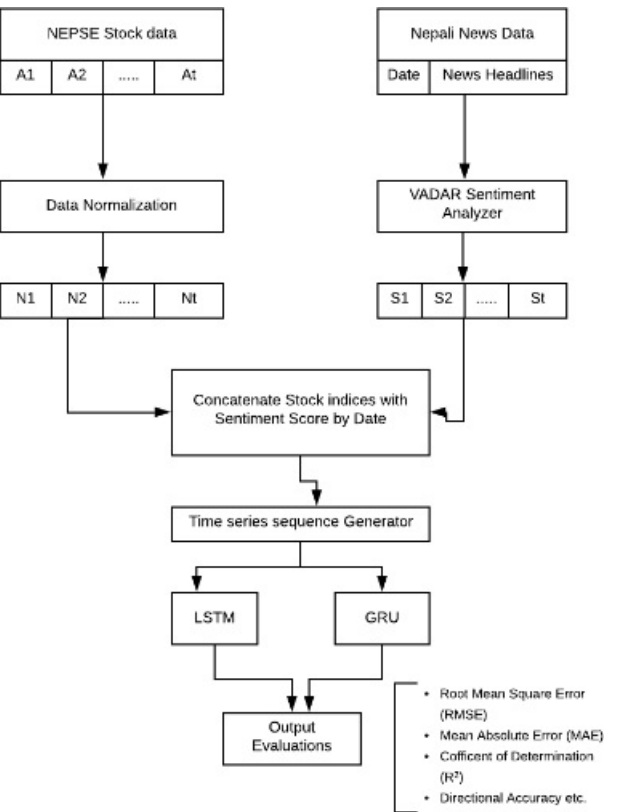 NEPSE Stock data
A1 A2 ..... At
Nepali News Data
Date News Headlines
Data Normalization
VADAR Sentiment
Analyzer
N1 N2 ..... Nt
S1 S2 ..... St
Concatenate Stock indices with
Sentiment Score by Date
Time series sequence Generator
LSTM
GRU
Output
Evaluations
• Root Mean Square Error
(RMSE)
• Mean Absolute Error (MAE)
• Cofficent of Determination
(R²)
• Directional Accuracy etc.